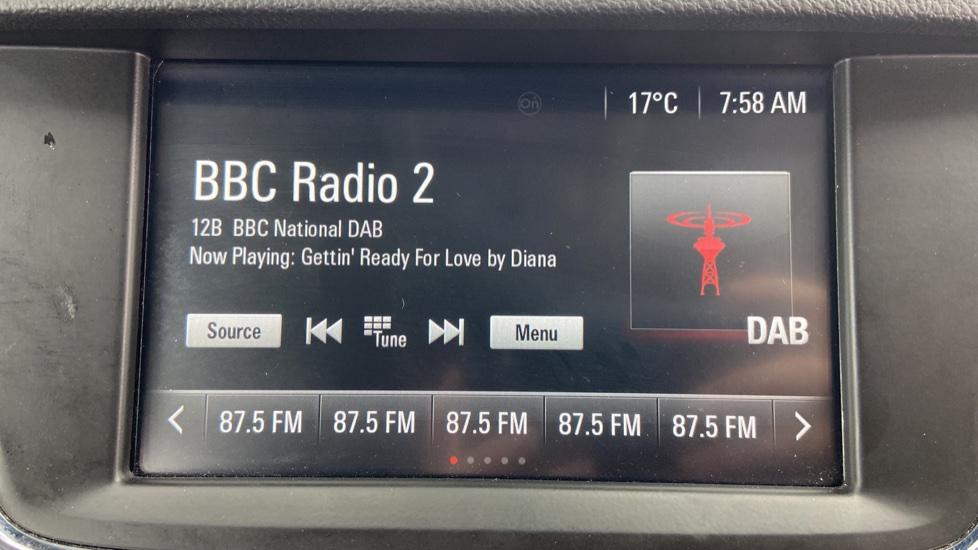 On 17°C 7:58 AM
BBC Radio 2
12B BBC National DAB
Now Playing: Gettin' Ready For Love by Diana
DAB
Source Tune Menu
87.5 FM 87.5 FM 87.5 FM 87.5 FM 87.5 FM